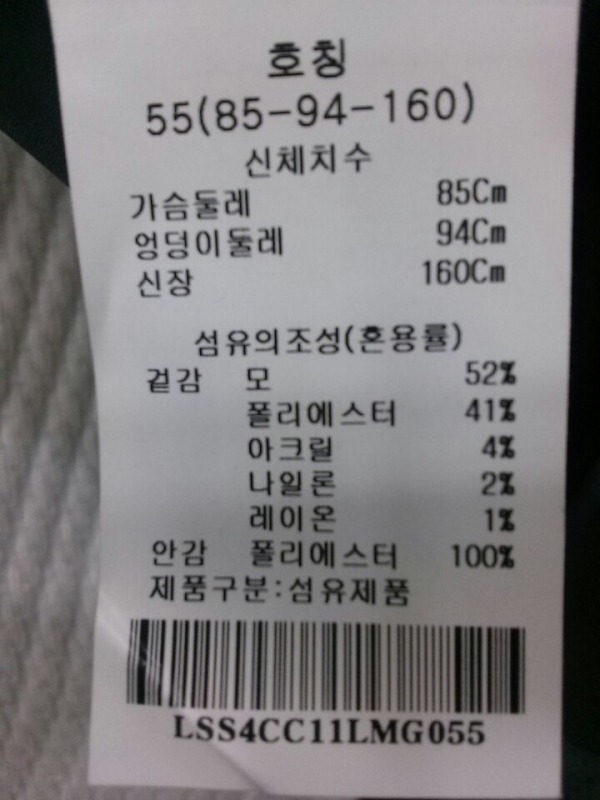 호칭
55(85-94-160)
신체치수
가슴둘레 85Cm
엉덩이둘레 94Cm
신장 160Cm
섬유의조성(혼용률)
겉감 모 52%
폴리에스터 41%
아크릴 4%
나일론 2%
레이온 1%
안감 폴리에스터 100%
제품구분:섬유제품
LSS4CC11LMG055